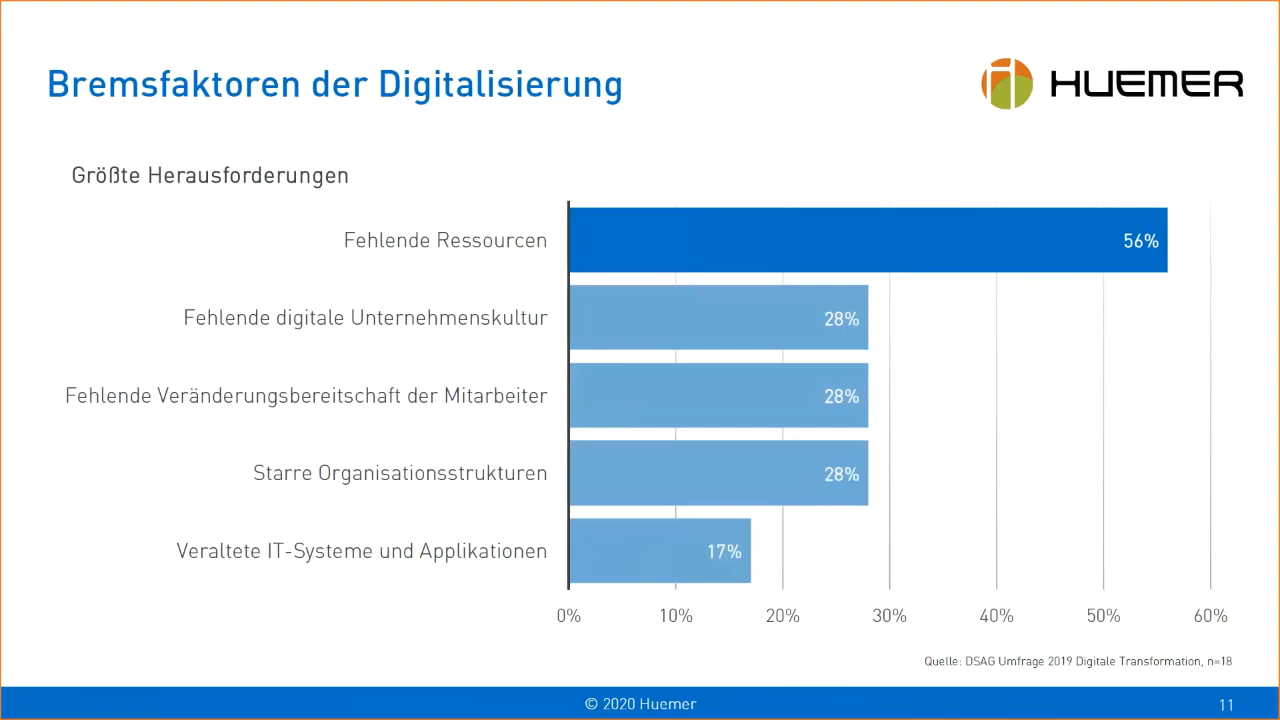 Bremsfaktoren der Digitalisierung
HUEMER
Größte Herausforderungen
Fehlende Ressourcen
56%
Fehlende digitale Unternehmenskultur
28%
Fehlende Veränderungsbereitschaft der Mitarbeiter
28%
Starre Organisationsstrukturen
28%
Veraltete IT-Systeme und Applikationen
17%
0% 10% 20% 30% 40% 50% 60%
Quelle: DSAG Umfrage 2019 Digitale Transformation, n=18
© 2020 Huemer
11